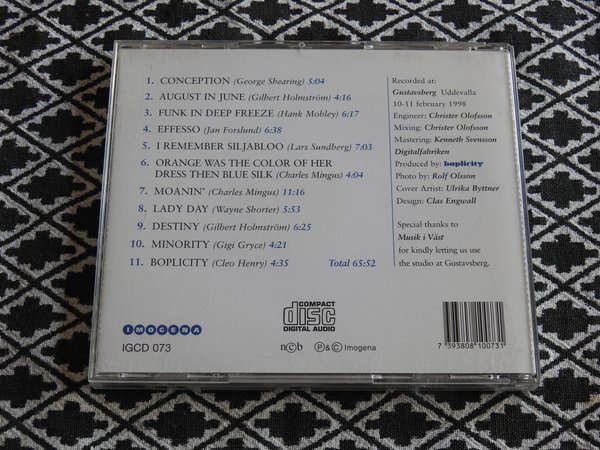 1. CONCEPTION (George Shearing) 5:04
2. AUGUST IN JUNE (Gilbert Holmström) 4:16
3. FUNK IN DEEP FREEZE (Hank Mobley) 6:17
4. EFFESSO (Jan Forslund) 6:38
5. I REMEMBER SILJABLOO (Lars Sundberg) 7:03
6. ORANGE WAS THE COLOR OF HER
DRESS THEN BLUE SILK (Charles Mingus) 4:04
7. MOANIN' (Charles Mingus) 11:16
8. LADY DAY (Wayne Shorter) 5:53
9. DESTINY (Gilbert Holmström) 6:25
10. MINORITY (Gigi Gryce) 4:21
11. BOPLICITY (Cleo Henry) 4:35 Total 65:52
Recorded at:
Gustavsberg Uddevalla
10-11 february 1998
Engineer: Christer Olofsson
Mixing: Christer Olofsson
Mastering: Kenneth Svensson
Digitalfabriken
Produced by: boplicity
Photo by: Rolf Olsson
Cover Artist: Ulrika Byttner
Design: Clas Engwall
Special thanks to
Musik i Väst
for kindly letting us use
the studio at Gustavsberg.
IMOGENA
IGCD 073
COMPACT
disc
DIGITAL AUDIO
n©b
P&© Imogena
7 393808 100731